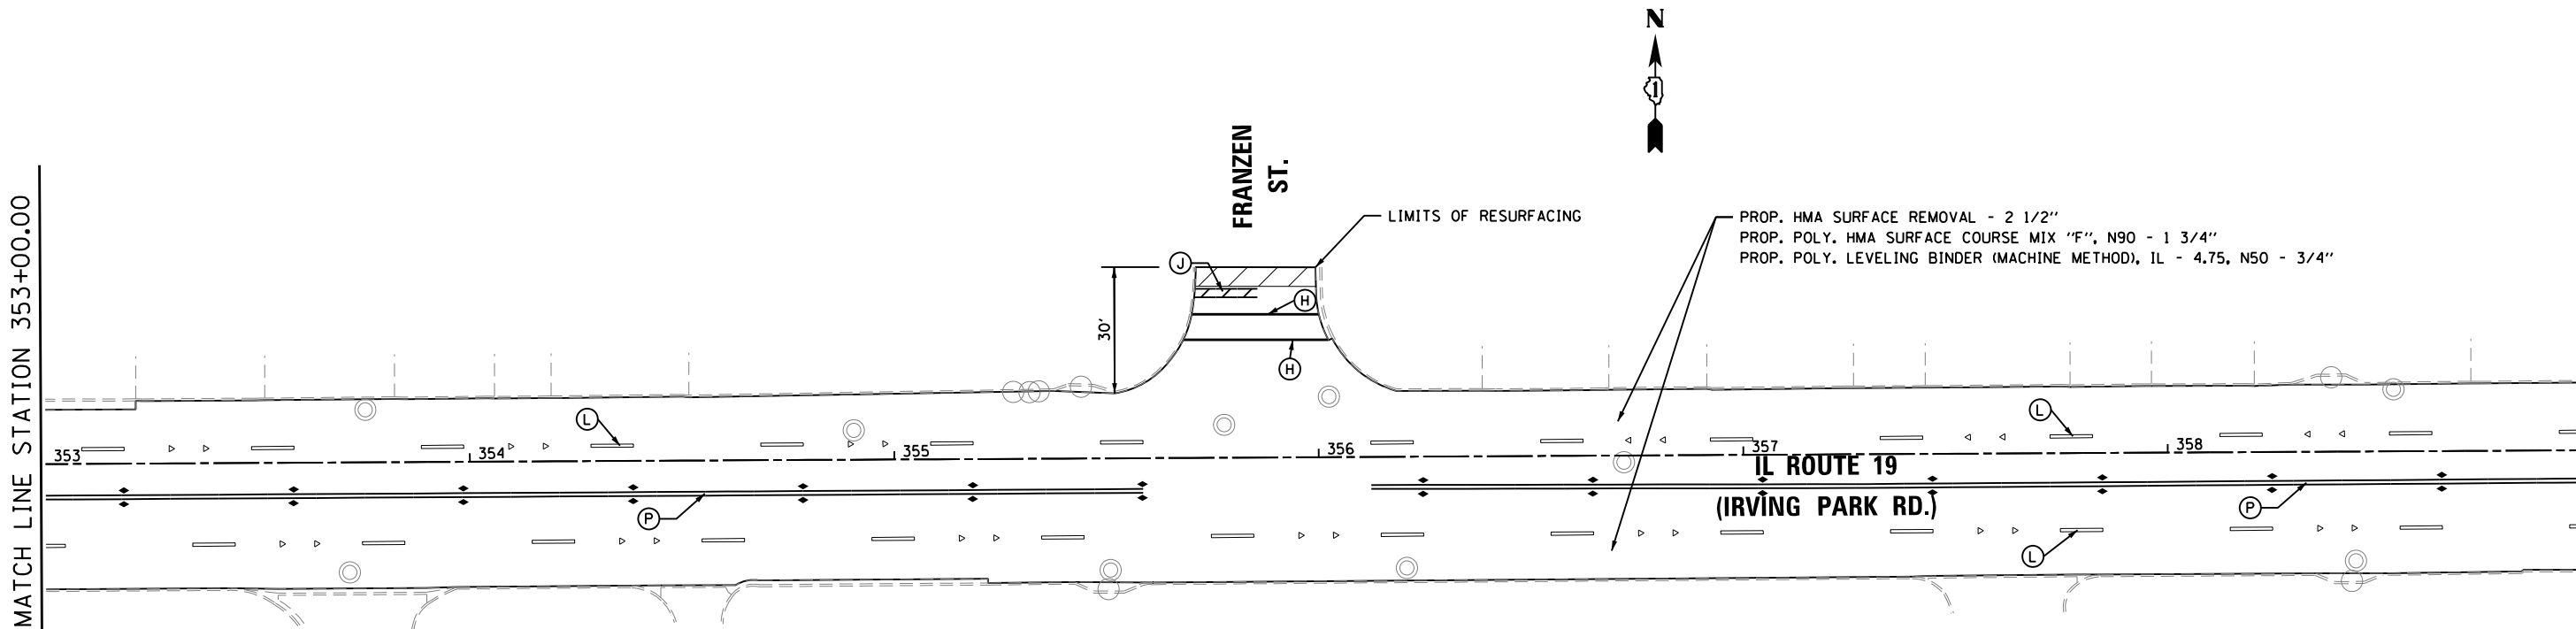 N
1
FRANZEN
ST.
MATCH LINE STATION 353+00.00
LIMITS OF RESURFACING
PROP. HMA SURFACE REMOVAL - 2 1/2"
PROP. POLY. HMA SURFACE COURSE MIX "F", N90 - 1 3/4"
PROP. POLY. LEVELING BINDER (MACHINE METHOD), IL - 4.75, N50 - 3/4"
J
H
30'
H
L
L
353
354
355
356
357
358
IL ROUTE 19
(IRVING PARK RD.)
P
P
L